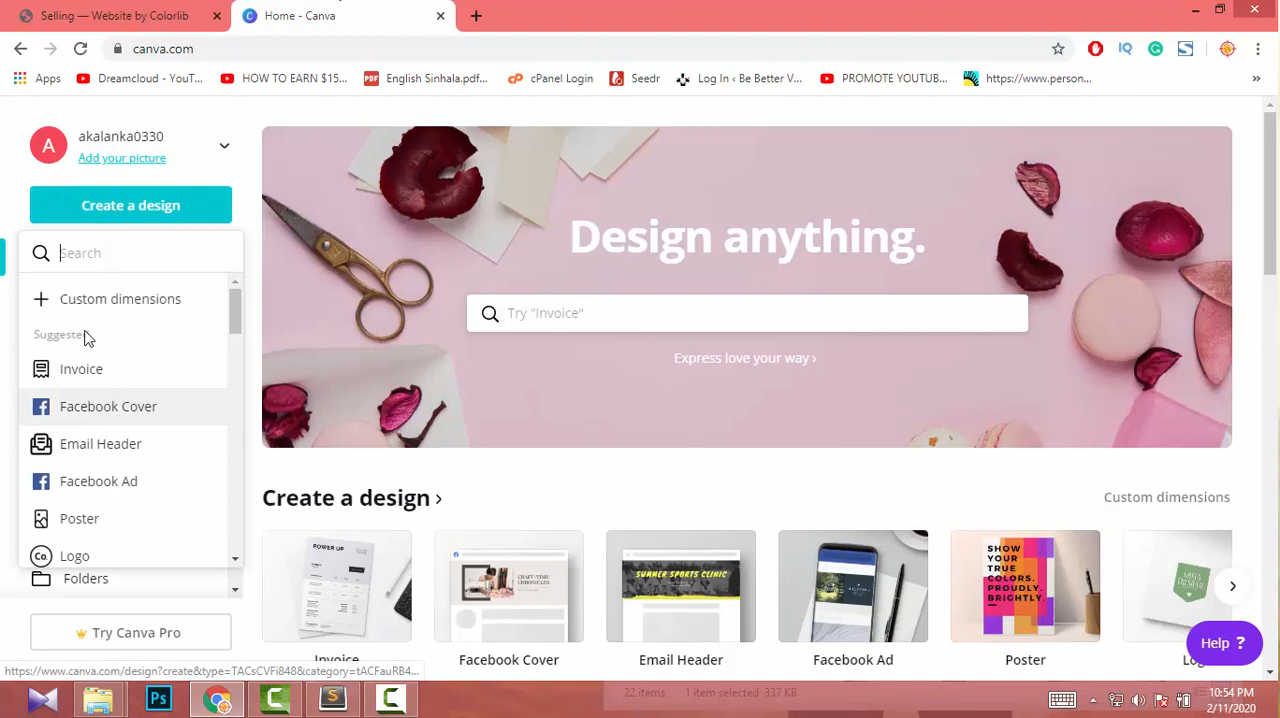 Selling — Website by Colorlib
Home - Canva
canva.com
Apps
Dreamcloud - YouT...
HOW TO EARN $15...
English Sinhala.pdf...
cPanel Login
Seedr
Log In ‹ Be Better V...
PROMOTE YOUTUB...
https://www.person...
»
A
akalanka0330
Add your picture
Create a design
Search
Custom dimensions
Suggested
Invoice
Facebook Cover
Email Header
Facebook Ad
Poster
Co. Logo
Folders
Try Canva Pro
Design anything.
Try "Invoice"
Express love your way ›
Create a design ›
Custom dimensions
POWER UP
CRAFT-TIME
CHRONICLES
SUMMER SPORTS CLINIC
SHOW
YOUR
TRUE
COLORS.
PROUDLY.
BRIGHTLY.
Invoice
Facebook Cover
Email Header
Facebook Ad
Poster
Help ?
https://www.canva.com/design?create&type=TACsCVFi848&category=tACFauRB4...
22 items
1 item selected 337 KB
Ps
10:54 PM
2/11/2020